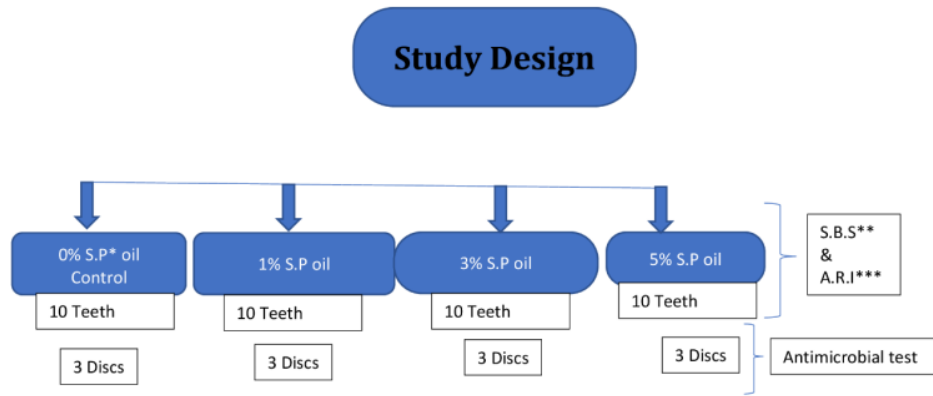 Study Design
0% S.P* oil
Control
1% S.P oil
3% S.P oil
5% S.P oil
S.B.S**
&
A.R.I***
10 Teeth
10 Teeth
10 Teeth
10 Teeth
3 Discs
3 Discs
3 Discs
3 Discs
Antimicrobial test